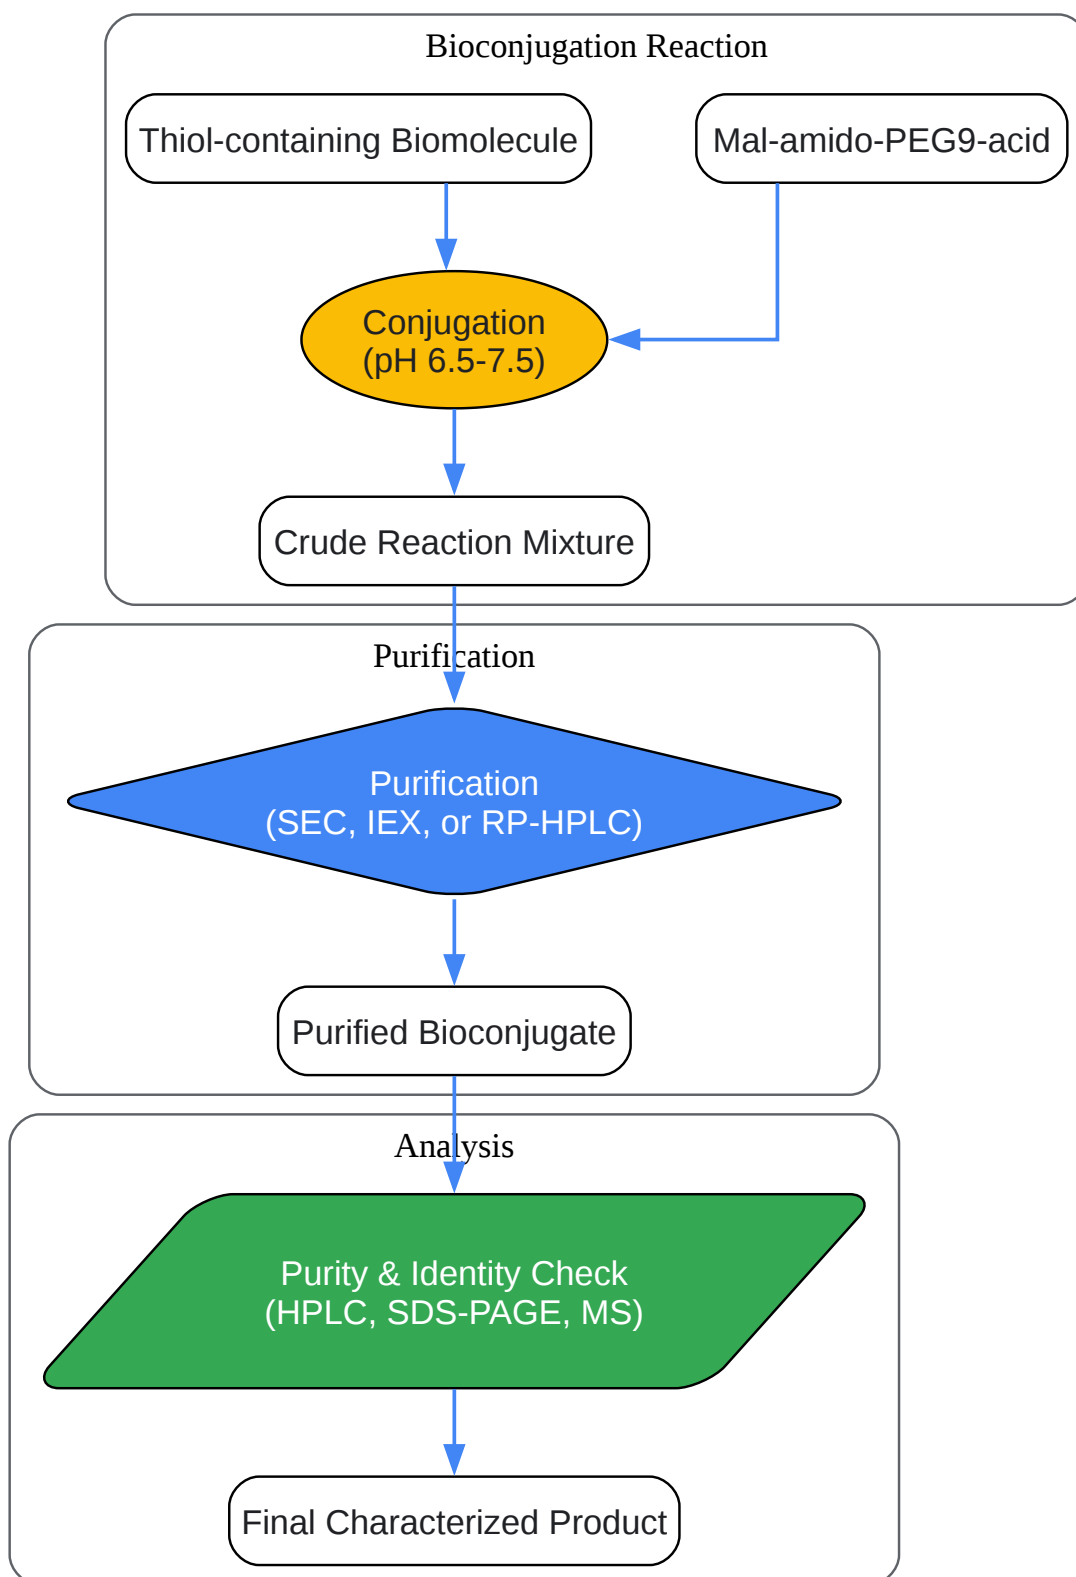 Bioconjugation Reaction
Thiol-containing Biomolecule
Mal-amido-PEG9-acid
Conjugation
(pH 6.5-7.5)
Crude Reaction Mixture
Purification
Purification
(SEC, IEX, or RP-HPLC)
Purified Bioconjugate
Analysis
Purity & Identity Check
(HPLC, SDS-PAGE, MS)
Final Characterized Product